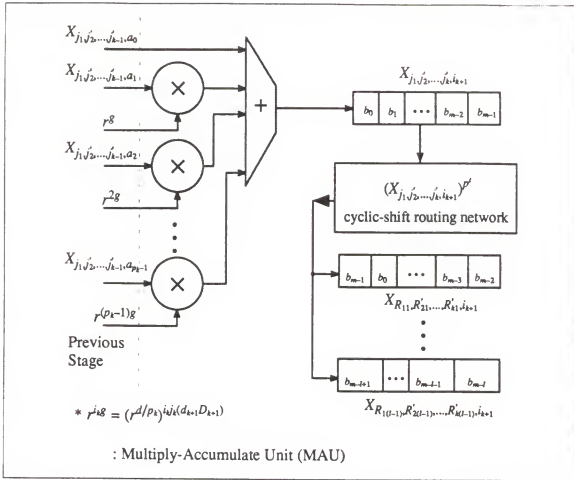 X_{j_1,j'_2,...,j'_{k-1},a_0}
X_{j_1,j'_2,...,j'_{k-1},a_1}
×
r^g
X_{j_1,j'_2,...,j'_{k-1},a_2}
×
r^{2g}
X_{j_1,j'_2,...,j'_{k-1},a_{p_k-1}}
×
r^{(p_k-1)g}
+
Previous
Stage
X_{j_1,j'_2,...,j'_k,i_{k+1}}
b_0 b_1 ... b_{m-2} b_{m-1}
(X_{j_1,j'_2,...,j'_k,i_{k+1}})^{p^l}
cyclic-shift routing network
b_{m-1} b_0 ... b_{m-3} b_{m-2}
X_{R_{11},R'_{21},...,R'_{k1},i_{k+1}}
b_{m-l+1} ... b_{m-l-1} b_{m-l}
X_{R_{1(l-1)},R'_{2(l-1)},...,R'_{k(l-1)},i_{k+1}}
* r^{i_k g} = (r^{d/p_k})^{i_k j_k (d_{k+1} D_{k+1})}
: Multiply-Accumulate Unit (MAU)